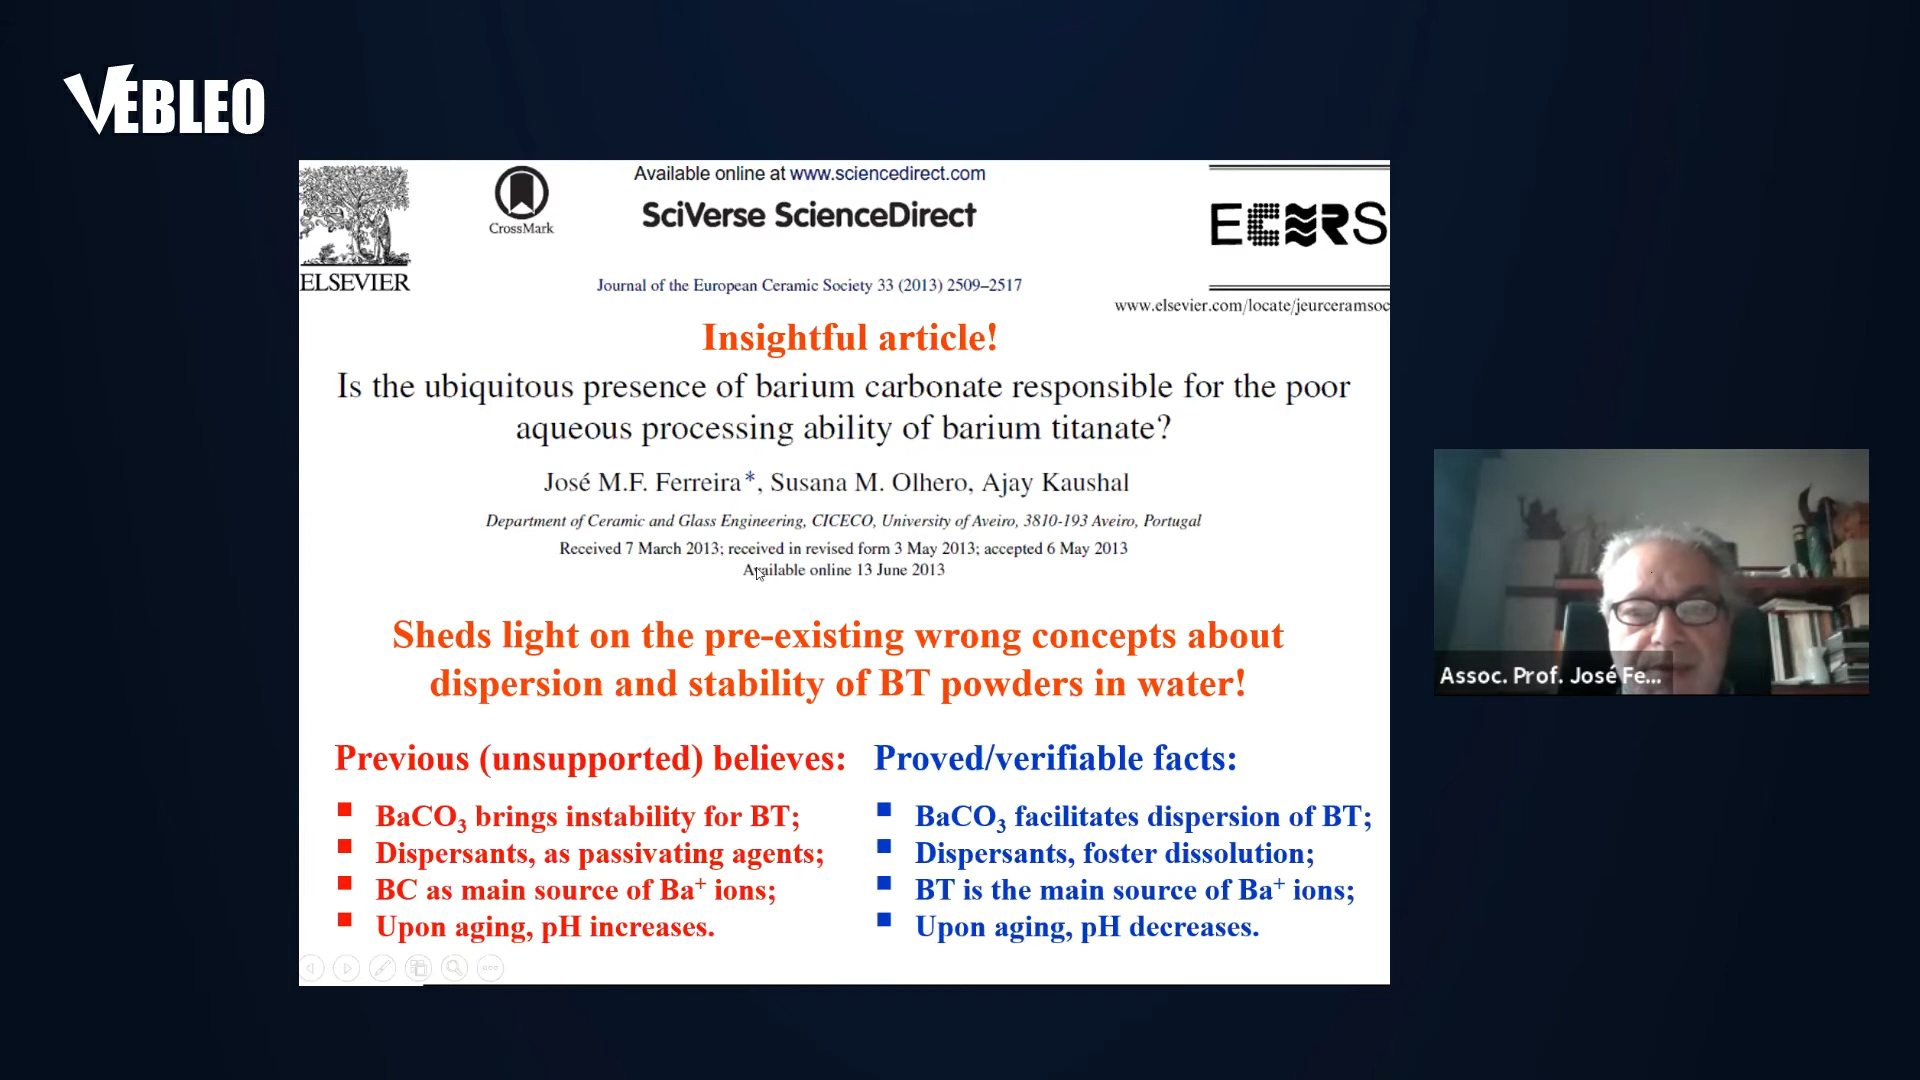 VEBLEO
Available online at www.sciencedirect.com
SciVerse ScienceDirect
CrossMark
ELSEVIER
ECERS
Journal of the European Ceramic Society 33 (2013) 2509–2517
www.elsevier.com/locate/jeurceramsoc
Insightful article!
Is the ubiquitous presence of barium carbonate responsible for the poor
aqueous processing ability of barium titanate?
José M.F. Ferreira*, Susana M. Olhero, Ajay Kaushal
Department of Ceramic and Glass Engineering, CICECO, University of Aveiro, 3810-193 Aveiro, Portugal
Received 7 March 2013; received in revised form 3 May 2013; accepted 6 May 2013
Available online 13 June 2013
Sheds light on the pre-existing wrong concepts about
dispersion and stability of BT powders in water!
Previous (unsupported) believes:
▪ BaCO₃ brings instability for BT;
▪ Dispersants, as passivating agents;
▪ BC as main source of Ba⁺ ions;
▪ Upon aging, pH increases.
Proved/verifiable facts:
▪ BaCO₃ facilitates dispersion of BT;
▪ Dispersants, foster dissolution;
▪ BT is the main source of Ba⁺ ions;
▪ Upon aging, pH decreases.
Assoc. Prof. José Fe...